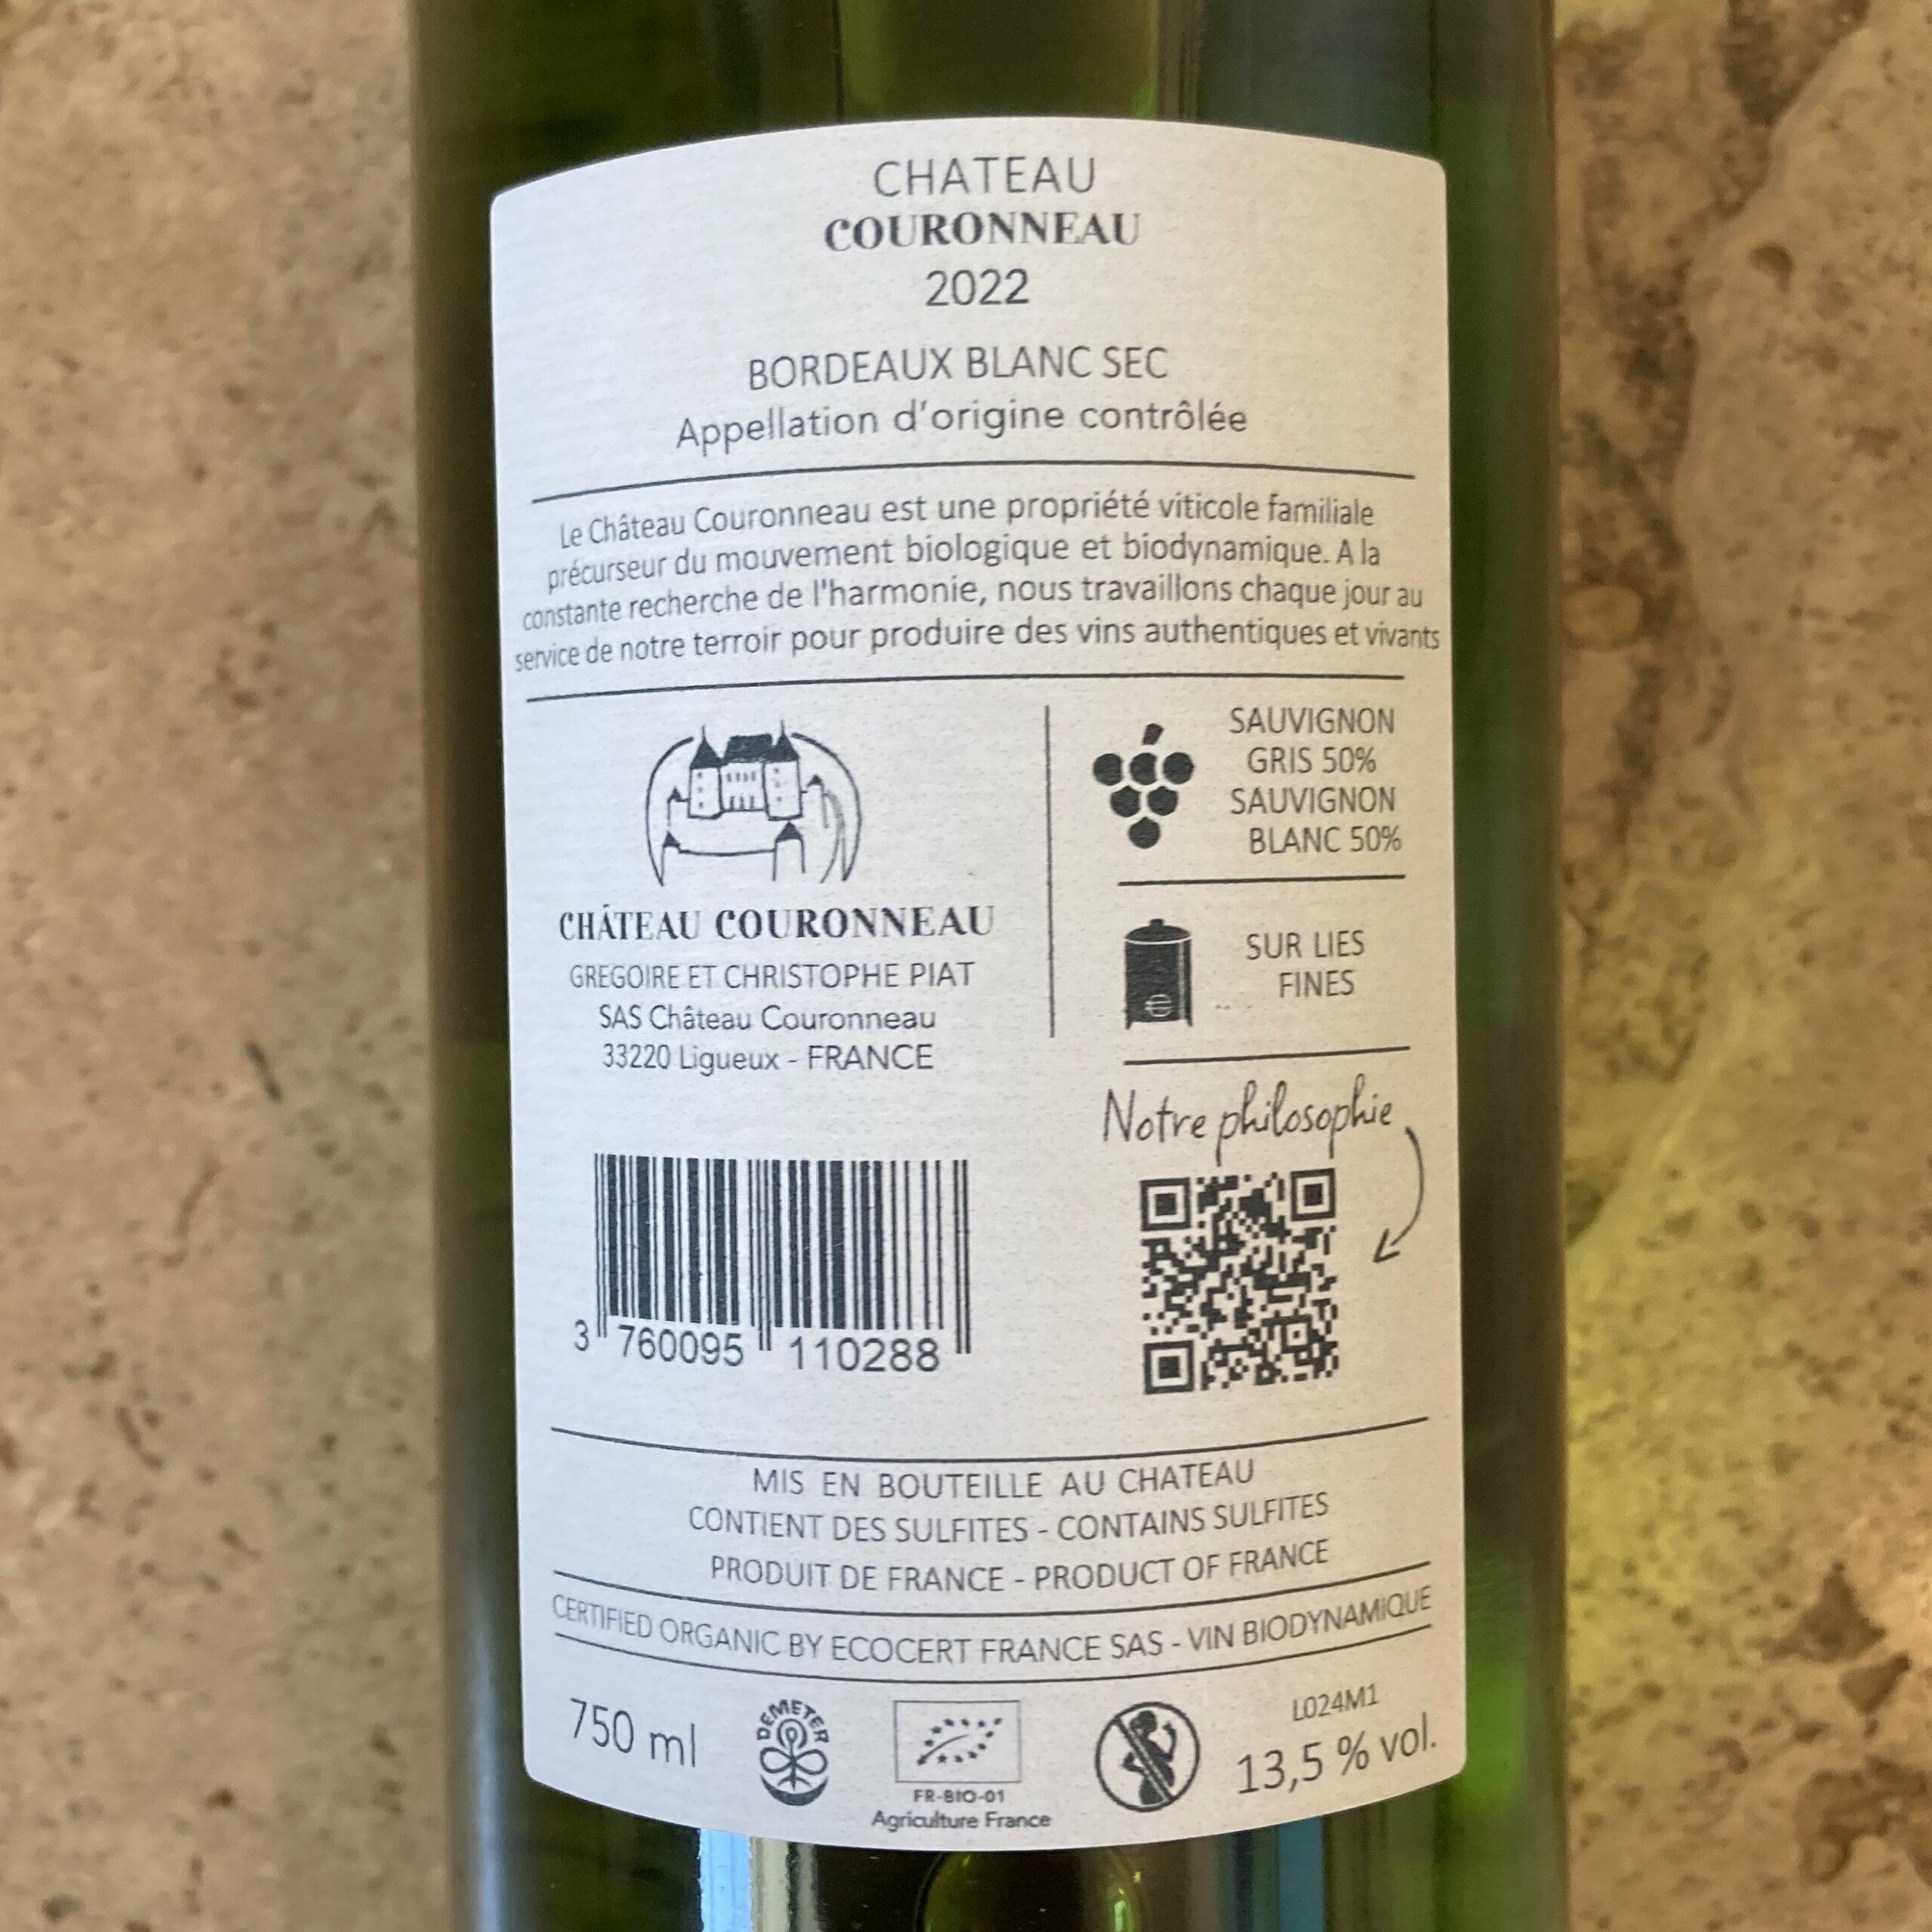 CHATEAU
COURONNEAU
2022
BORDEAUX BLANC SEC
Appellation d'origine contrôlée
Le Château Couronneau est une propriété viticole familiale
précurseur du mouvement biologique et biodynamique. A la
constante recherche de l'harmonie, nous travaillons chaque jour au
service de notre terroir pour produire des vins authentiques et vivants
CHÂTEAU COURONNEAU
GREGOIRE ET CHRISTOPHE PIAT
SAS Château Couronneau
33220 Ligueux - FRANCE
SAUVIGNON
GRIS 50%
SAUVIGNON
BLANC 50%
SUR LIES
FINES
Notre philosophie
3 760095 110288
MIS EN BOUTEILLE AU CHATEAU
CONTIENT DES SULFITES - CONTAINS SULFITES
PRODUIT DE FRANCE - PRODUCT OF FRANCE
CERTIFIED ORGANIC BY ECOCERT FRANCE SAS - VIN BIODYNAMIQUE
750 ml
DEMETER
FR-BIO-01
Agriculture France
L024M1
13,5 % vol.